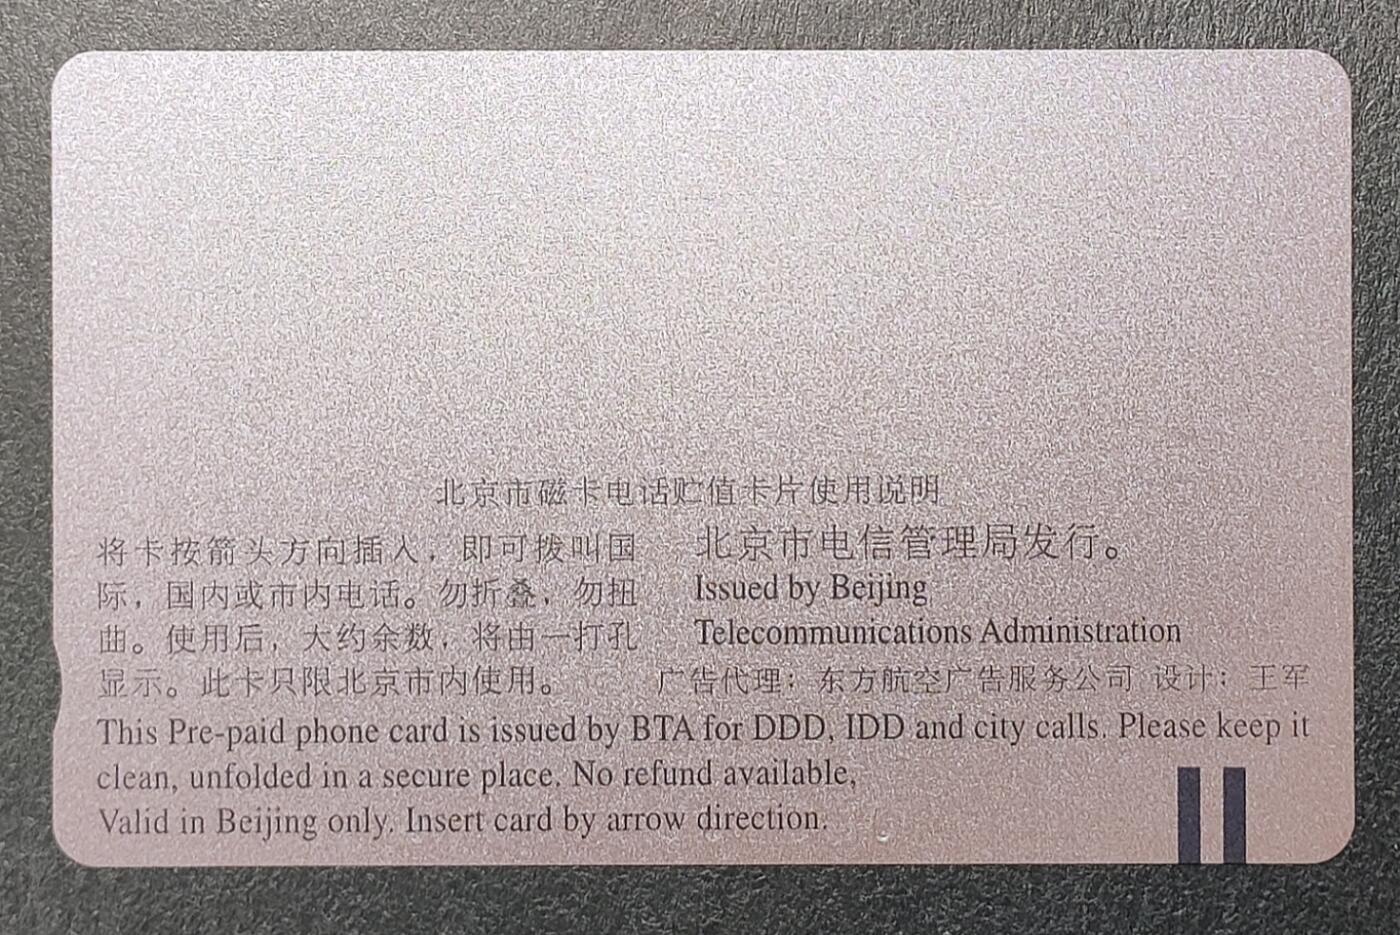 北京市磁卡电话贮值卡片使用说明
将卡按箭头方向插入，即可拨叫国
际，国内或市内电话。勿折叠，勿扭
曲。使用后，大约余数，将由一打孔
显示。此卡只限北京市内使用。
北京市电信管理局发行。
Issued by Beijing
Telecommunications Administration
广告代理：东方航空广告服务公司 设计：王军
This Pre-paid phone card is issued by BTA for DDD, IDD and city calls. Please keep it
clean, unfolded in a secure place. No refund available,
Valid in Beijing only. Insert card by arrow direction.